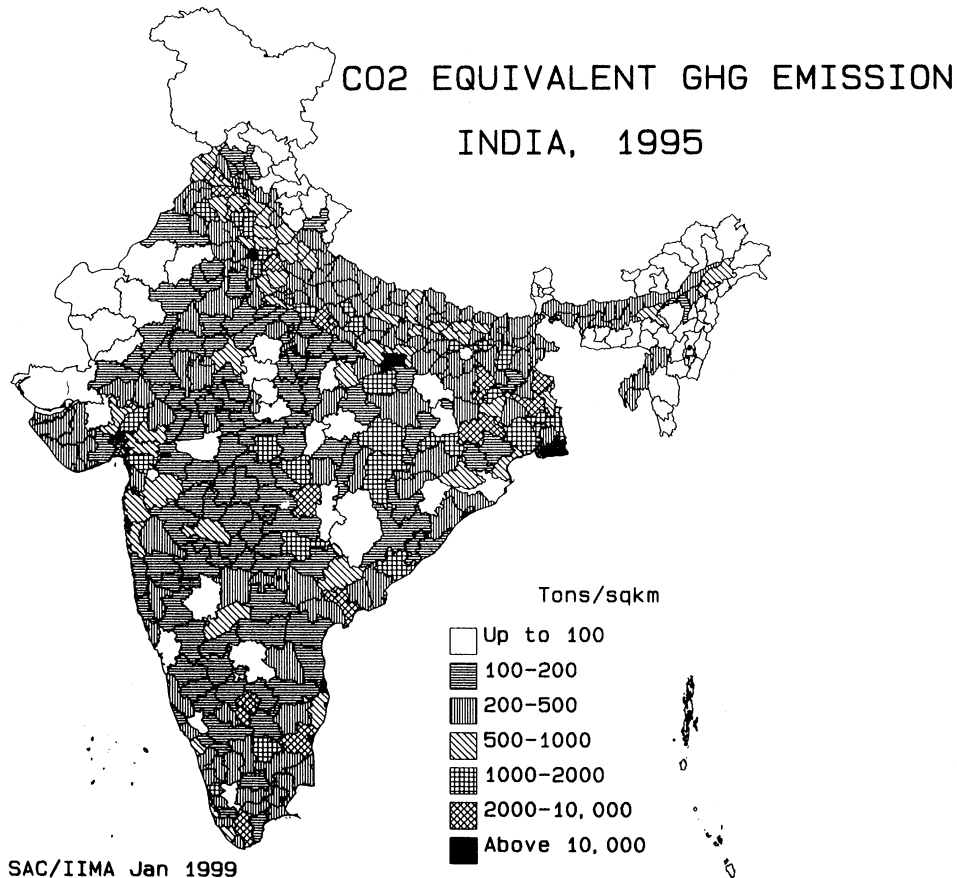 CO2 EQUIVALENT GHG EMISSION
INDIA, 1995
Tons/sqkm
Up to 100
100-200
200-500
500-1000
1000-2000
2000-10,000
Above 10,000
SAC/IIMA Jan 1999